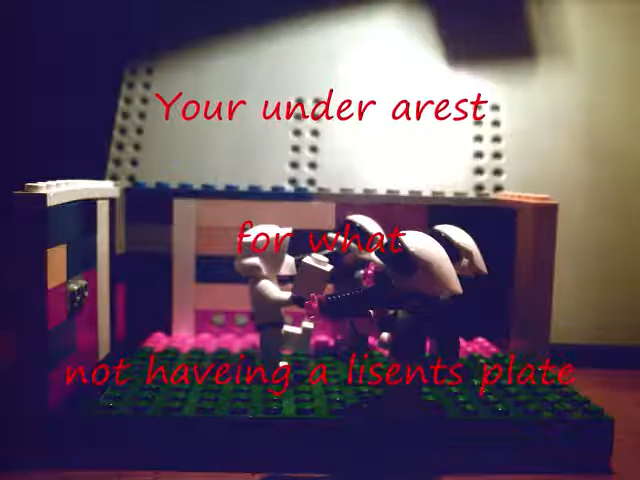 Your under arest
for what
not haveing a lisents plate